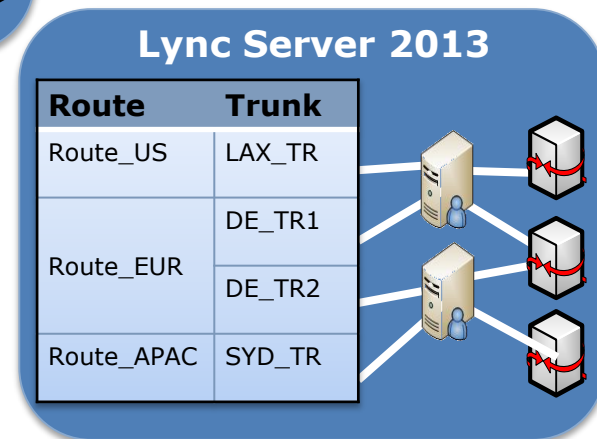 Lync Server 2013
Route Trunk
Route_US LAX_TR
DE_TR1
Route_EUR
DE_TR2
Route_APAC SYD_TR